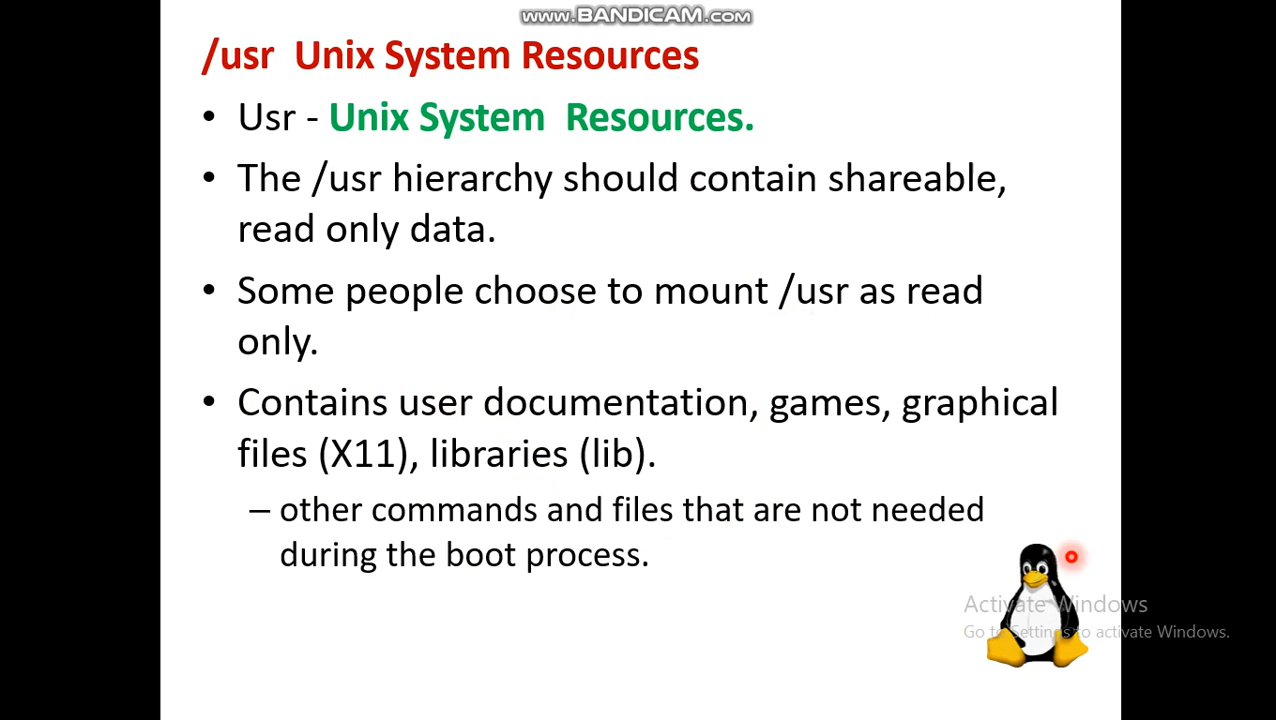 www.BANDICAM.com
/usr  Unix System Resources
• Usr - Unix System  Resources.
• The /usr hierarchy should contain shareable,
read only data.
• Some people choose to mount /usr as read
only.
• Contains user documentation, games, graphical
files (X11), libraries (lib).
– other commands and files that are not needed
during the boot process.
Activate Windows
Go to Settings to activate Windows.